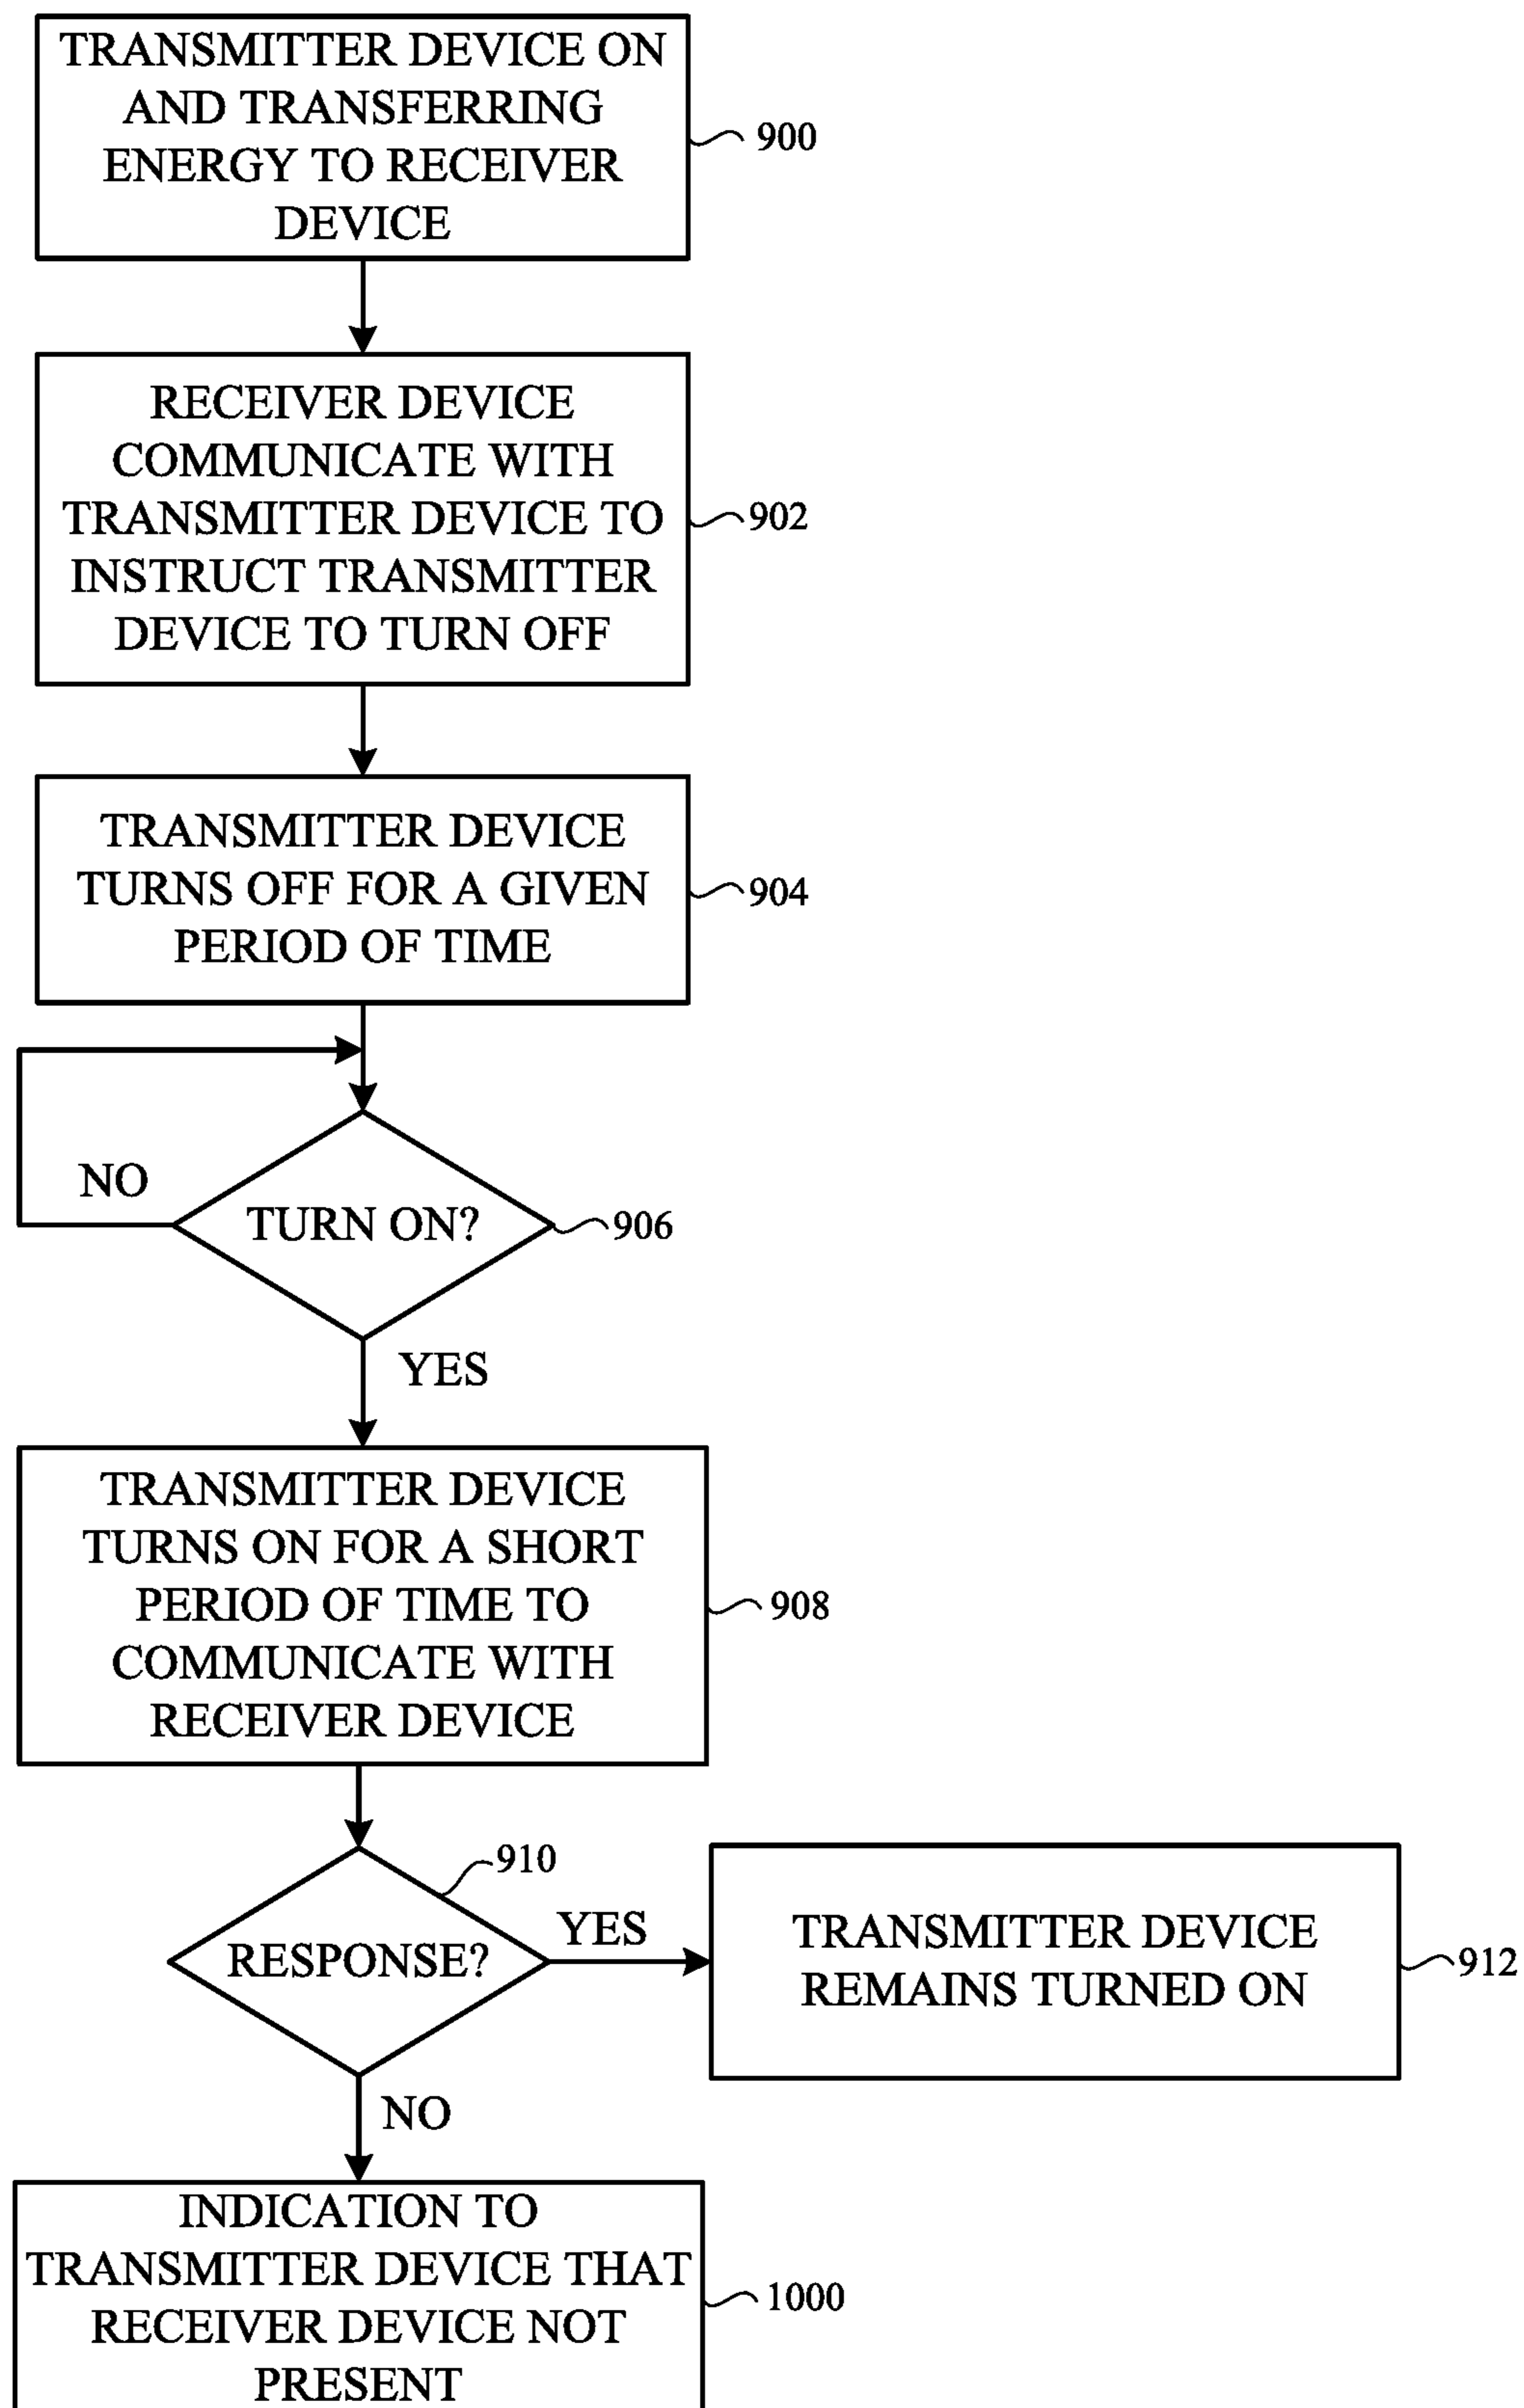 TRANSMITTER DEVICE ON
AND TRANSFERRING
ENERGY TO RECEIVER
DEVICE
900
RECEIVER DEVICE
COMMUNICATE WITH
TRANSMITTER DEVICE TO
INSTRUCT TRANSMITTER
DEVICE TO TURN OFF
902
TRANSMITTER DEVICE
TURNS OFF FOR A GIVEN
PERIOD OF TIME
904
NO
TURN ON?
906
YES
TRANSMITTER DEVICE
TURNS ON FOR A SHORT
PERIOD OF TIME TO
COMMUNICATE WITH
RECEIVER DEVICE
908
910
RESPONSE?
YES
TRANSMITTER DEVICE
REMAINS TURNED ON
912
NO
INDICATION TO
TRANSMITTER DEVICE THAT
RECEIVER DEVICE NOT
PRESENT
1000